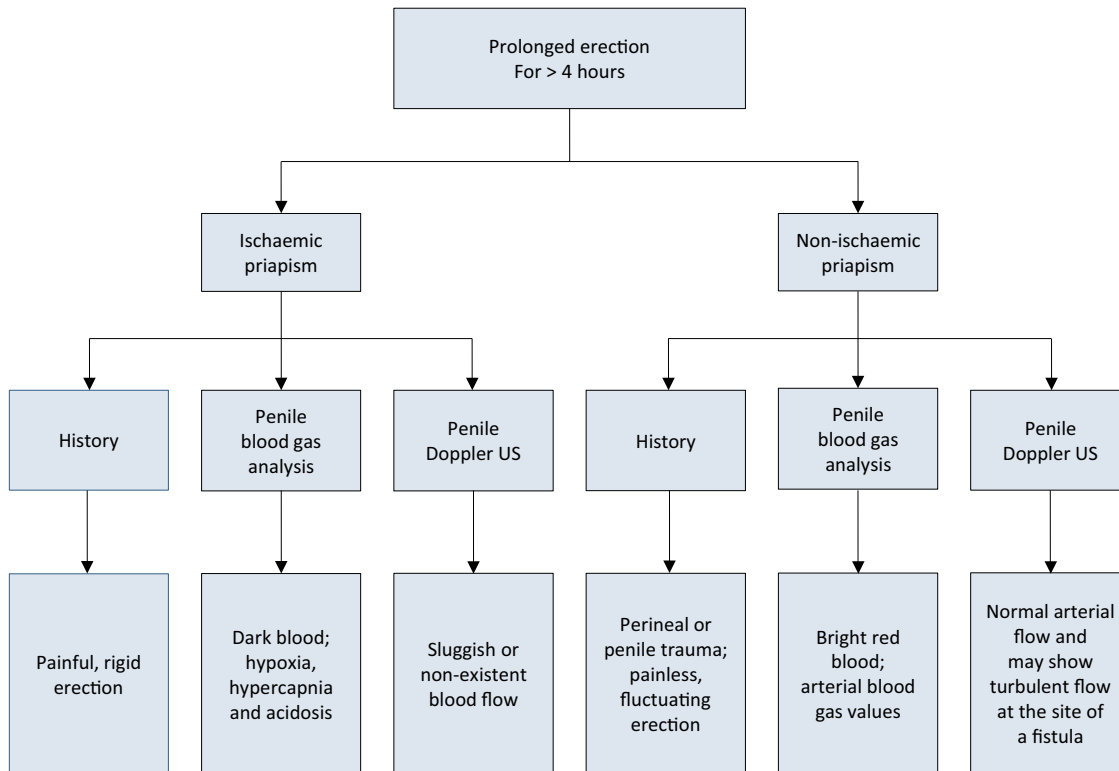 Prolonged erection
For > 4 hours
Ischaemic
priapism
Non-ischaemic
priapism
History
Penile
blood gas
analysis
Penile
Doppler US
History
Penile
blood gas
analysis
Penile
Doppler US
Painful, rigid
erection
Dark blood;
hypoxia,
hypercapnia
and acidosis
Sluggish or
non-existent
blood flow
Perineal or
penile trauma;
painless,
fluctuating
erection
Bright red
blood;
arterial blood
gas values
Normal arterial
flow and
may show
turbulent flow
at the site of
a fistula